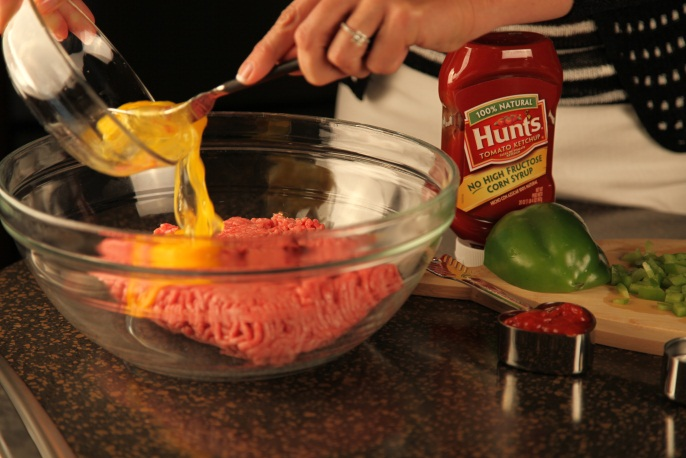 100% NATURAL
Hunt's
TOMATO KETCHUP
NO HIGH FRUCTOSE
CORN SYRUP